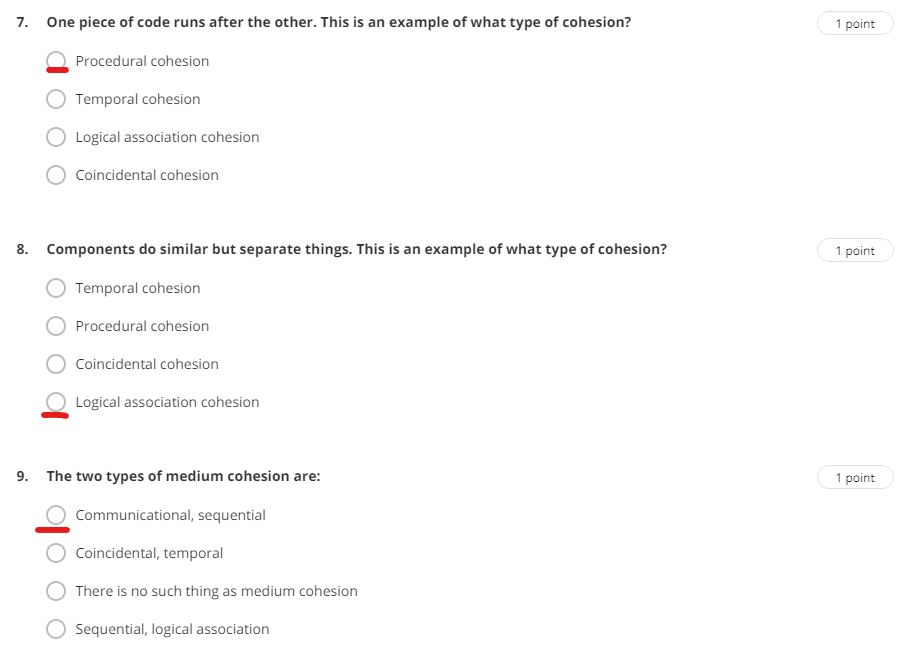 7. One piece of code runs after the other. This is an example of what type of cohesion? 1 point
Procedural cohesion
Temporal cohesion
Logical association cohesion
Coincidental cohesion
8. Components do similar but separate things. This is an example of what type of cohesion? 1 point
Temporal cohesion
Procedural cohesion
Coincidental cohesion
Logical association cohesion
9. The two types of medium cohesion are: 1 point
Communicational, sequential
Coincidental, temporal
There is no such thing as medium cohesion
Sequential, logical association